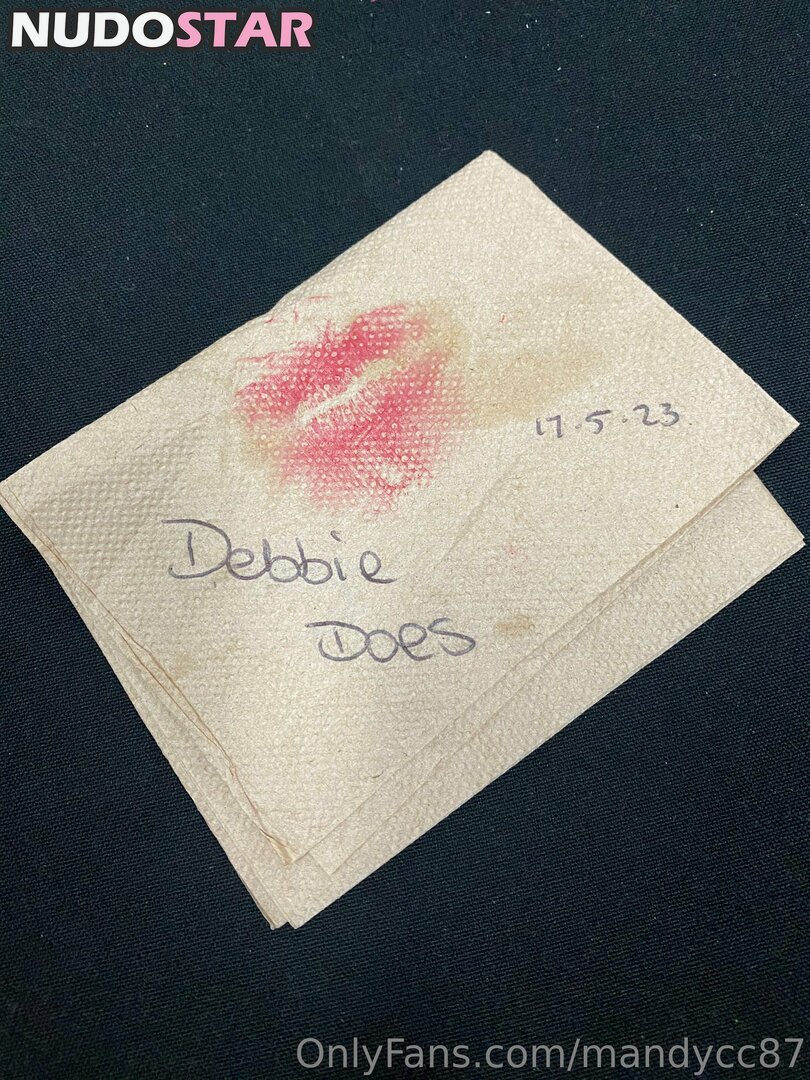 NUDOSTAR
17.5.23
Debbie
Does
OnlyFans.com/mandycc87